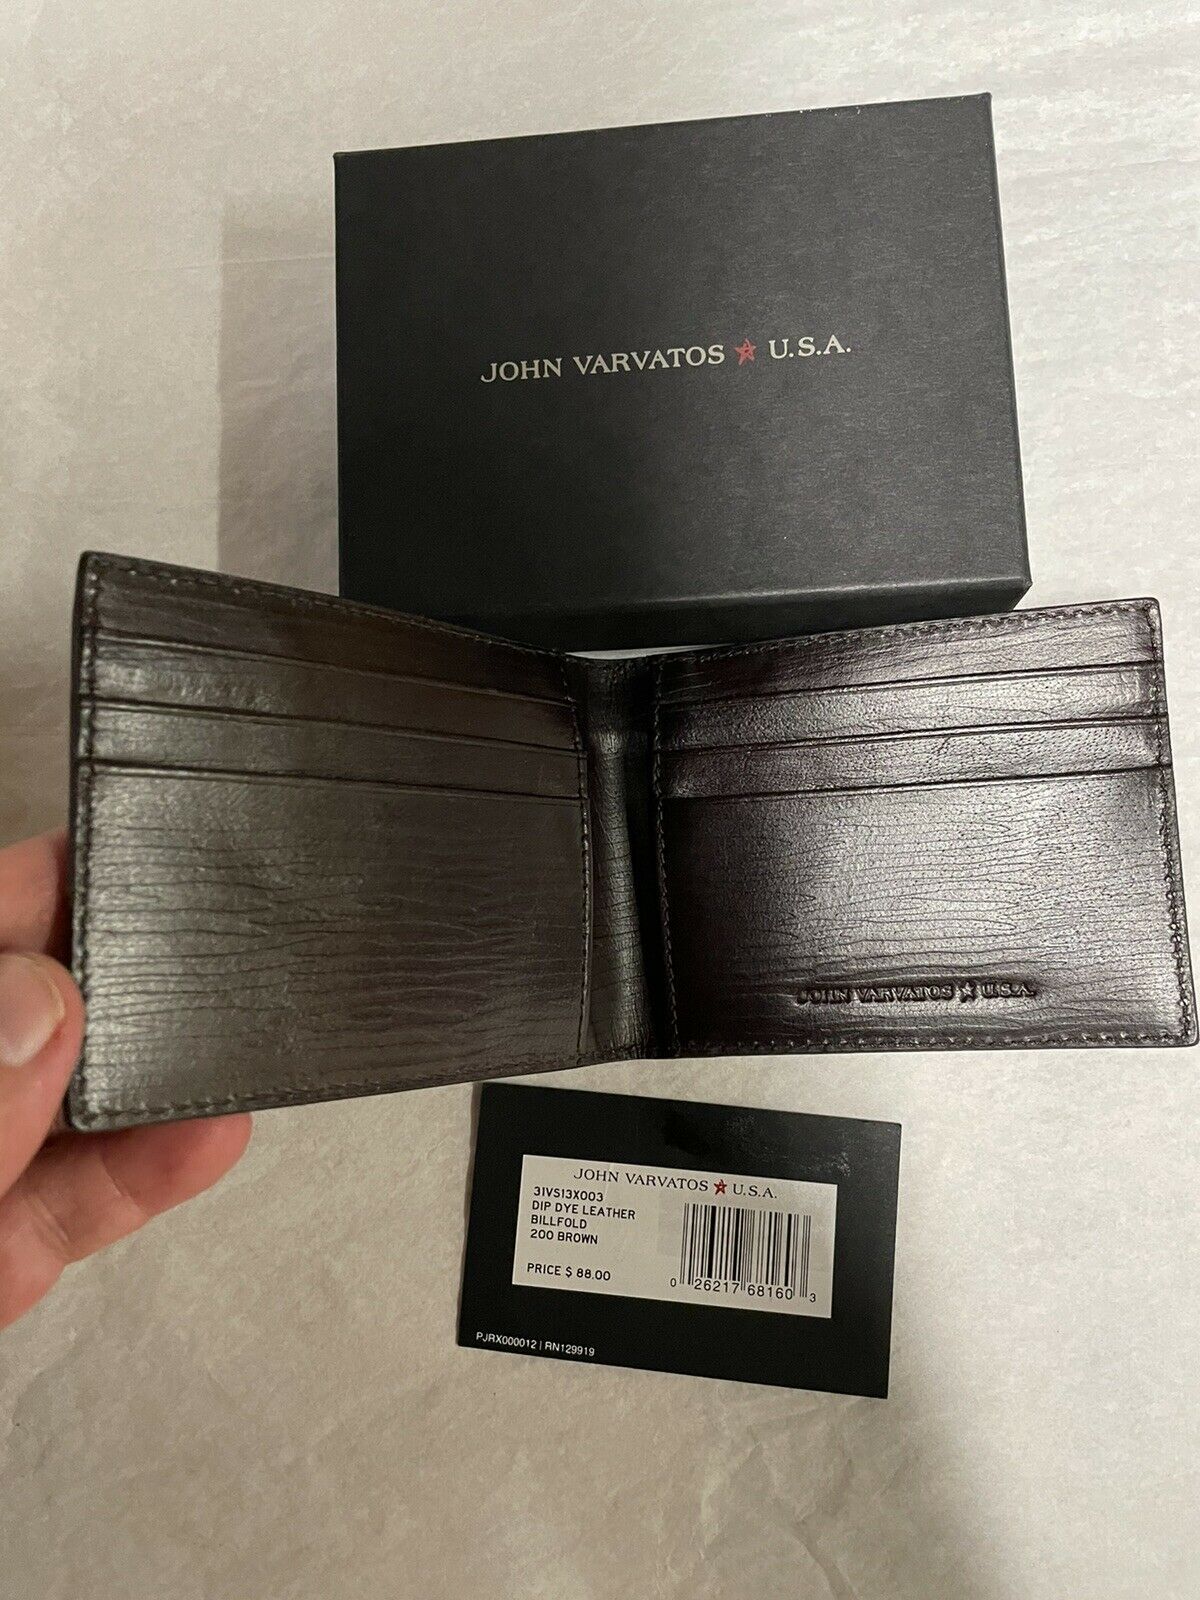 JOHN VARVATOS ★ U.S.A.
JOHN VARVATOS ★ U.S.A.
JOHN VARVATOS ★ U.S.A.
31VS13X003
DIP DYE LEATHER
BILLFOLD
200 BROWN
PRICE $ 88.00
0 26217 68160 3
PJRX000012 | RN129919